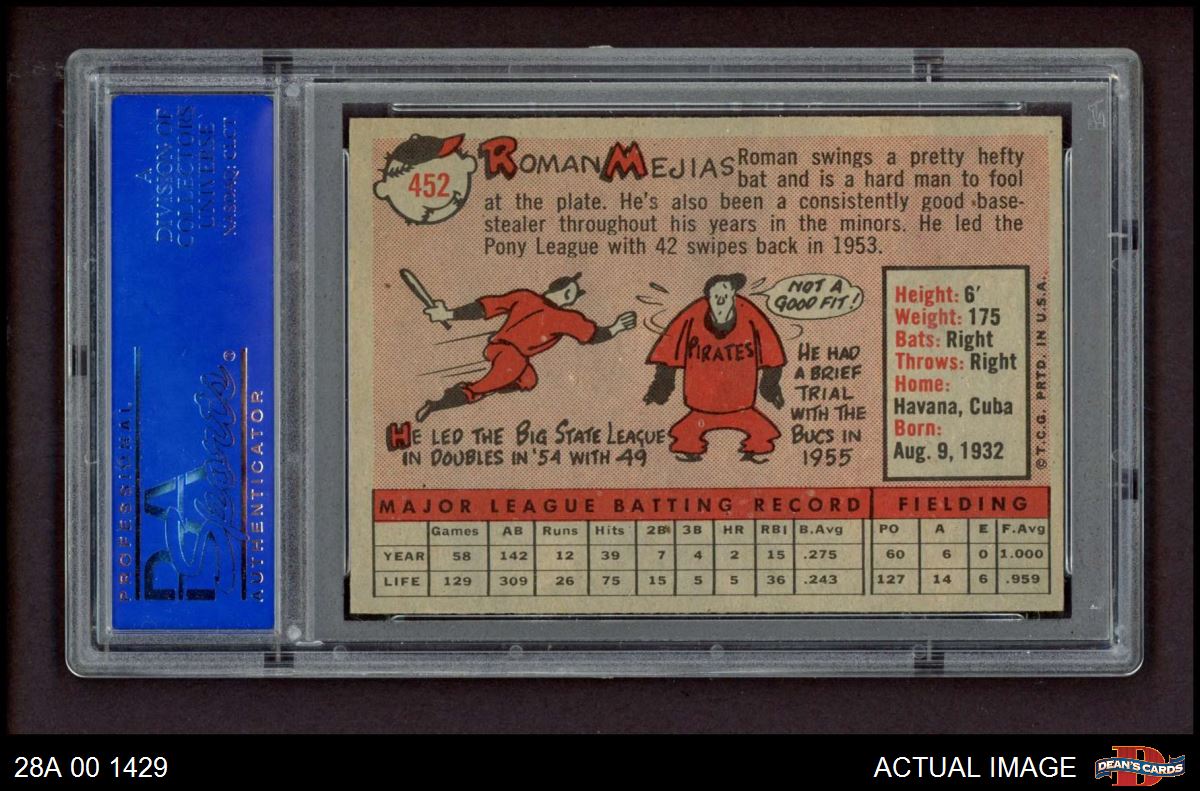 A
DIVISION OF
COLLECTORS
UNIVERSE
NASDAQ: CLCT
PROFESSIONAL
PSA
Sports
AUTHENTICATOR
452
ROMAN MEJIAS
Roman swings a pretty hefty
bat and is a hard man to fool
at the plate. He's also been a consistently good base-
stealer throughout his years in the minors. He led the
Pony League with 42 swipes back in 1953.
HE LED THE BIG STATE LEAGUE
IN DOUBLES IN '54 WITH 49
NOT A
GOOD FIT!
PIRATES
HE HAD
A BRIEF
TRIAL
WITH THE
BUCS IN
1955
Height: 6'
Weight: 175
Bats: Right
Throws: Right
Home:
Havana, Cuba
Born:
Aug. 9, 1932
© T.C.G. PRTD. IN U.S.A.
MAJOR LEAGUE BATTING RECORD FIELDING
Games AB Runs Hits 2B 3B HR RBI B.Avg PO A E F.Avg
YEAR 58 142 12 39 7 4 2 15 .275 60 6 0 1.000
LIFE 129 309 26 75 15 5 5 36 .243 127 14 6 .959
28A 00 1429
ACTUAL IMAGE
D
DEAN'S CARDS